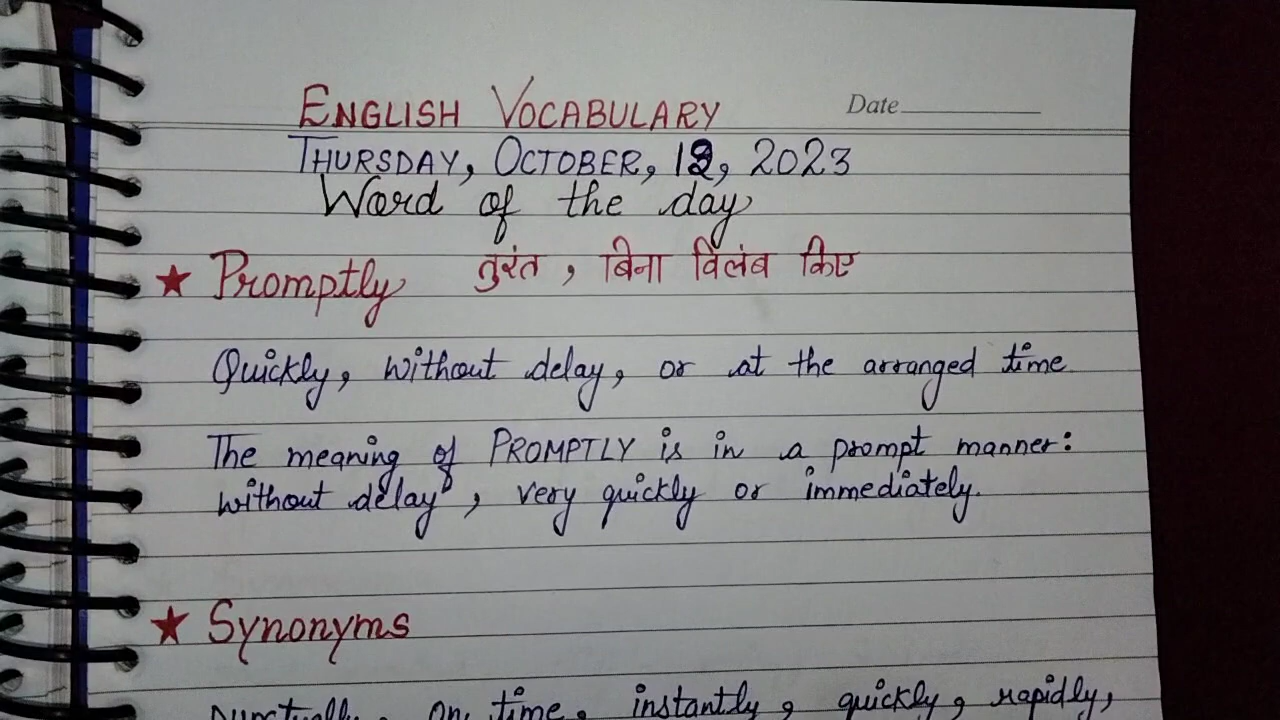 ENGLISH VOCABULARY Date
THURSDAY, OCTOBER, 12, 2023
Word of the day
★ Promptly तुरंत, बिना विलंब किए
Quickly, without delay, or at the arranged time
The meaning of PROMPTLY is in a prompt manner:
without delay, very quickly or immediately.
★ Synonyms
Punctually, on time, instantly, quickly, rapidly,